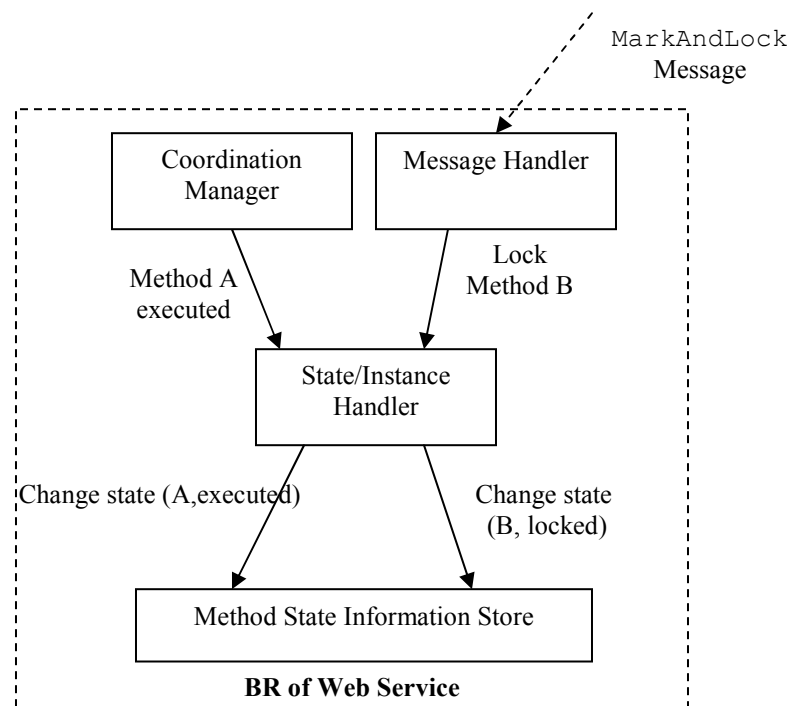 MarkAndLock
Message
Coordination
Manager
Message Handler
Method A
executed
Lock
Method B
State/Instance
Handler
Change state (A,executed)
Change state
(B, locked)
Method State Information Store
BR of Web Service